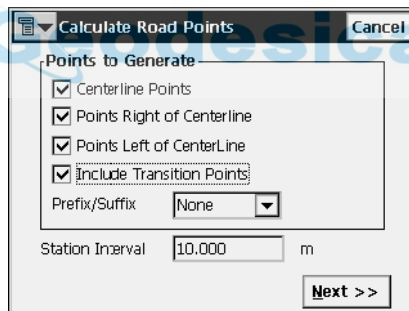 Calculate Road Points Cancel
Geodesica
Points to Generate
Centerline Points
Points Right of Centerline
Points Left of CenterLine
Include Transition Points
Prefix/Suffix None
Station Interval 10.000 m
Next >>